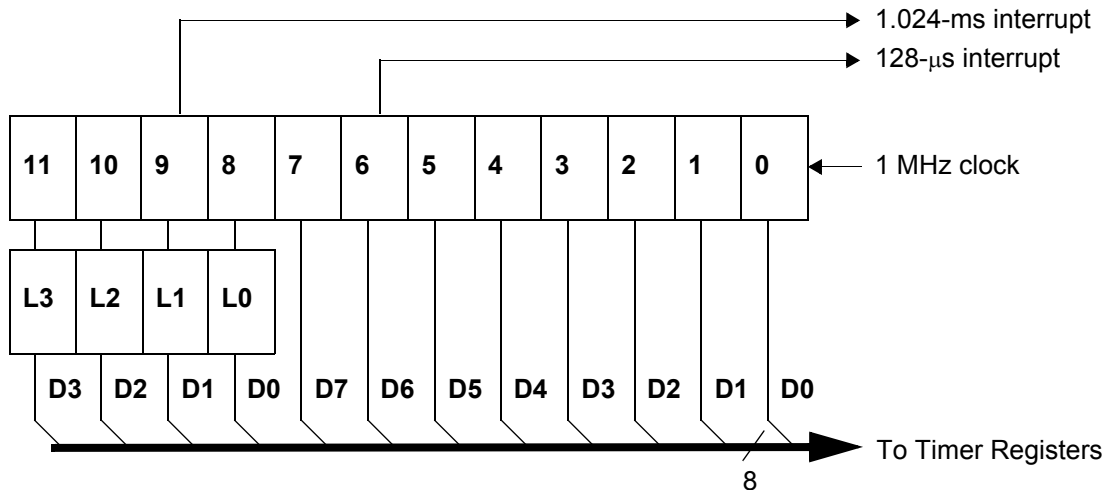 1.024-ms interrupt
128-μs interrupt
11 10 9 8 7 6 5 4 3 2 1 0
1 MHz clock
L3 L2 L1 L0
D3 D2 D1 D0 D7 D6 D5 D4 D3 D2 D1 D0
To Timer Registers
8